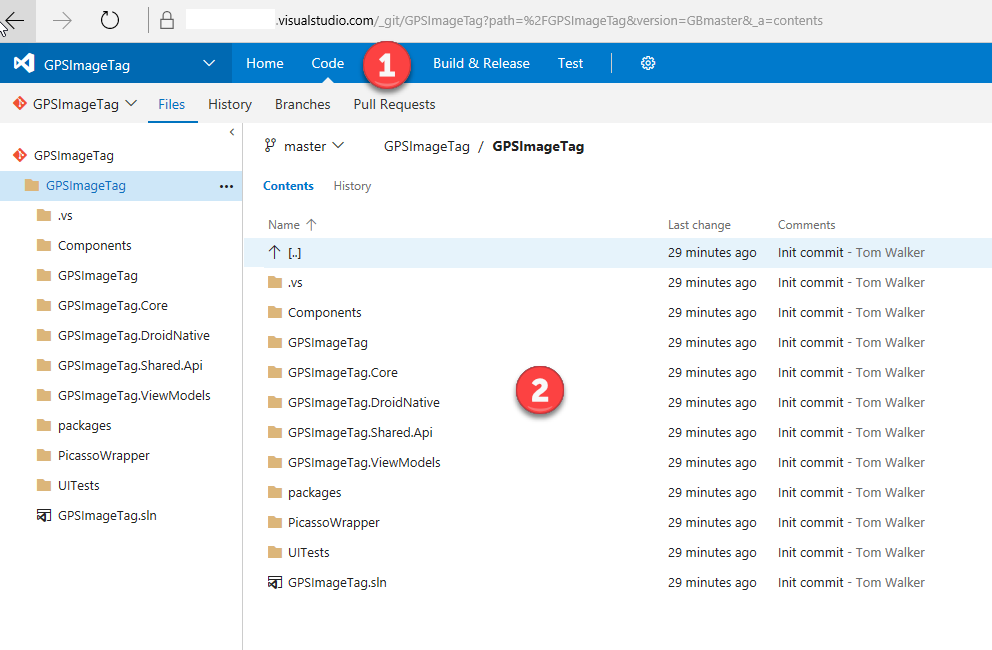 .visualstudio.com/_git/GPSImageTag?path=%2FGPSImageTag&version=GBmaster&_a=contents
GPSImageTag Home Code 1 Build & Release Test
GPSImageTag Files History Branches Pull Requests
GPSImageTag
GPSImageTag ...
.vs
Components
GPSImageTag
GPSImageTag.Core
GPSImageTag.DroidNative
GPSImageTag.Shared.Api
GPSImageTag.ViewModels
packages
PicassoWrapper
UITests
GPSImageTag.sln
master GPSImageTag / GPSImageTag
Contents History
Name Last change Comments
[..] 29 minutes ago Init commit - Tom Walker
.vs 29 minutes ago Init commit - Tom Walker
Components 29 minutes ago Init commit - Tom Walker
GPSImageTag 29 minutes ago Init commit - Tom Walker
GPSImageTag.Core 29 minutes ago Init commit - Tom Walker
2
GPSImageTag.DroidNative 29 minutes ago Init commit - Tom Walker
GPSImageTag.Shared.Api 29 minutes ago Init commit - Tom Walker
GPSImageTag.ViewModels 29 minutes ago Init commit - Tom Walker
packages 29 minutes ago Init commit - Tom Walker
PicassoWrapper 29 minutes ago Init commit - Tom Walker
UITests 29 minutes ago Init commit - Tom Walker
GPSImageTag.sln 29 minutes ago Init commit - Tom Walker